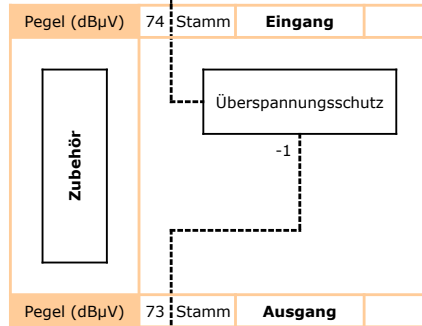 Pegel (dBµV) 74 Stamm Eingang
Überspannungsschutz
-1
Zubehör
Pegel (dBµV) 73 Stamm Ausgang